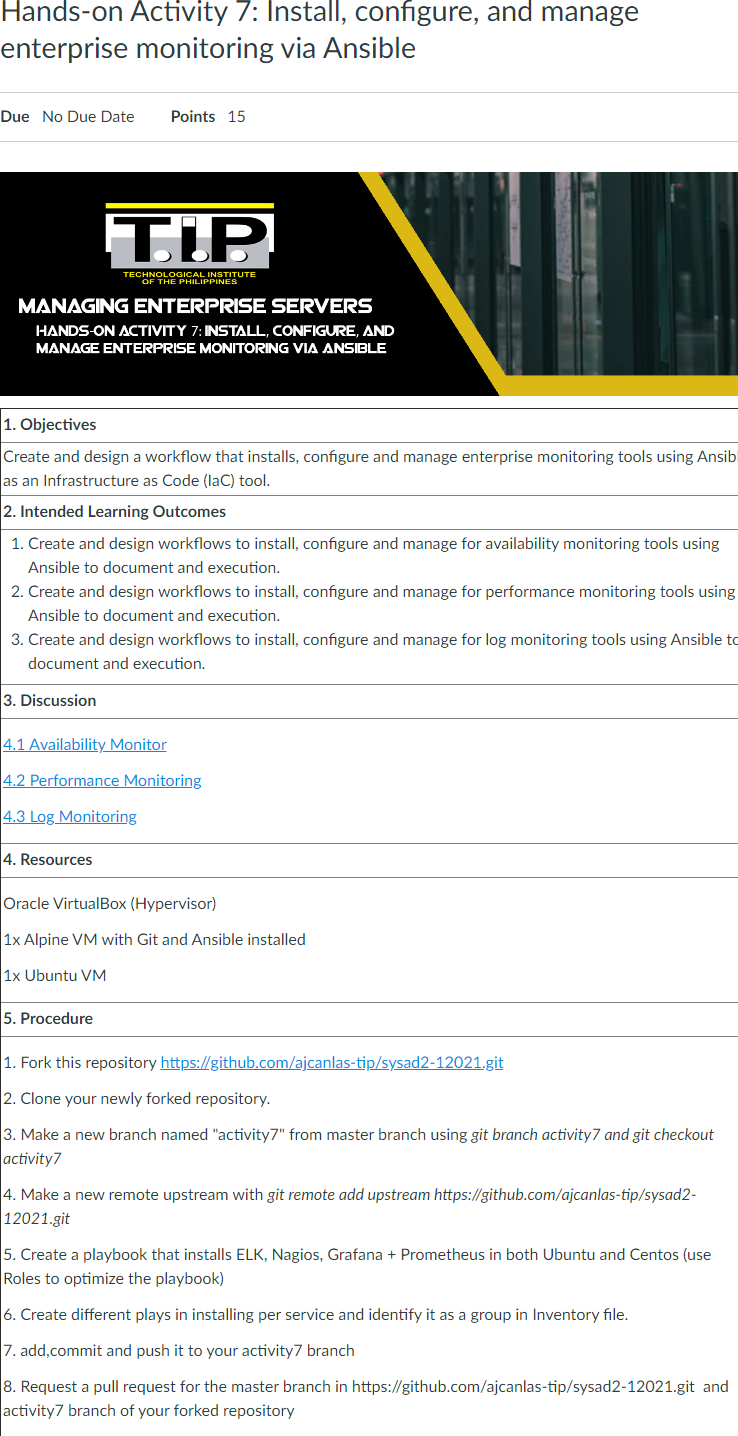 Hands-on Activity 7: Install, configure, and manage
enterprise monitoring via Ansible
Due No Due Date Points 15
T.I.P.
TECHNOLOGICAL INSTITUTE
OF THE PHILIPPINES
MANAGING ENTERPRISE SERVERS
HANDS-ON ACTIVITY 7: INSTALL, CONFIGURE, AND
MANAGE ENTERPRISE MONITORING VIA ANSIBLE
1. Objectives
Create and design a workflow that installs, configure and manage enterprise monitoring tools using Ansibl
as an Infrastructure as Code (IaC) tool.
2. Intended Learning Outcomes
1. Create and design workflows to install, configure and manage for availability monitoring tools using
Ansible to document and execution.
2. Create and design workflows to install, configure and manage for performance monitoring tools using
Ansible to document and execution.
3. Create and design workflows to install, configure and manage for log monitoring tools using Ansible to
document and execution.
3. Discussion
4.1 Availability Monitor
4.2 Performance Monitoring
4.3 Log Monitoring
4. Resources
Oracle VirtualBox (Hypervisor)
1x Alpine VM with Git and Ansible installed
1x Ubuntu VM
5. Procedure
1. Fork this repository https://github.com/ajcanlas-tip/sysad2-12021.git
2. Clone your newly forked repository.
3. Make a new branch named "activity7" from master branch using git branch activity7 and git checkout
activity7
4. Make a new remote upstream with git remote add upstream https://github.com/ajcanlas-tip/sysad2-
12021.git
5. Create a playbook that installs ELK, Nagios, Grafana + Prometheus in both Ubuntu and Centos (use
Roles to optimize the playbook)
6. Create different plays in installing per service and identify it as a group in Inventory file.
7. add,commit and push it to your activity7 branch
8. Request a pull request for the master branch in https://github.com/ajcanlas-tip/sysad2-12021.git and
activity7 branch of your forked repository